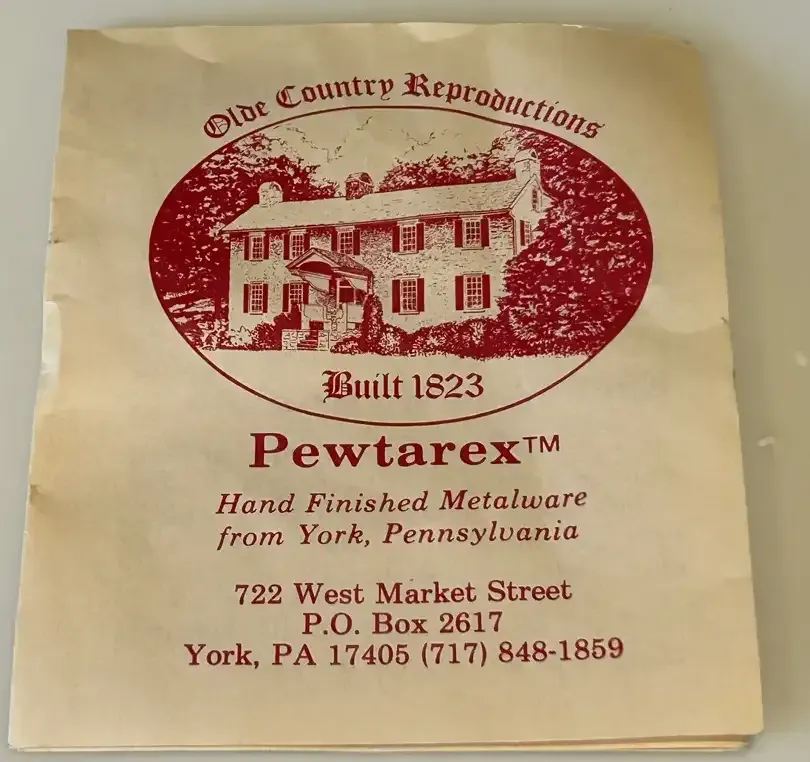 Olde Country Reproductions
Built 1823
Pewtarex™
Hand Finished Metalware
from York, Pennsylvania
722 West Market Street
P.O. Box 2617
York, PA 17405 (717) 848-1859